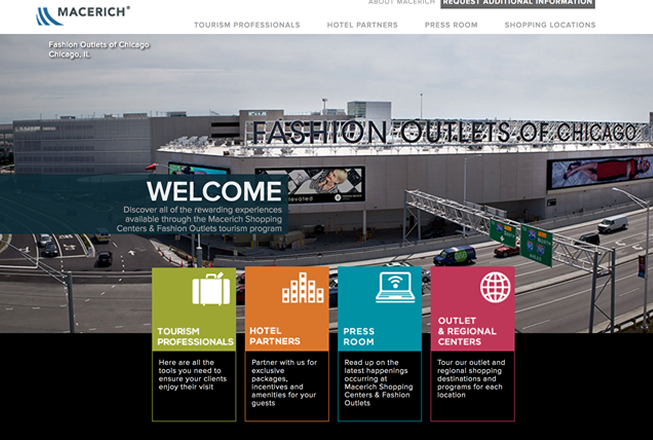 MACERICH®
ABOUT MACERICH
REQUEST ADDITIONAL INFORMATION
TOURISM PROFESSIONALS
HOTEL PARTNERS
PRESS ROOM
SHOPPING LOCATIONS
Fashion Outlets of Chicago
Chicago, IL
FASHION OUTLETS OF CHICAGO
elevated
WELCOME
Discover all of the rewarding experiences
available through the Macerich Shopping
Centers & Fashion Outlets tourism program
TOURISM
PROFESSIONALS
Here are all the
tools you need to
ensure your clients
enjoy their visit
HOTEL
PARTNERS
Partner with us for
exclusive
packages,
incentives and
amenities for your
guests
PRESS
ROOM
Read up on the
latest happenings
occurring at
Macerich Shopping
Centers & Fashion
Outlets
OUTLET
& REGIONAL
CENTERS
Tour our outlet and
regional shopping
destinations and
programs for each
location